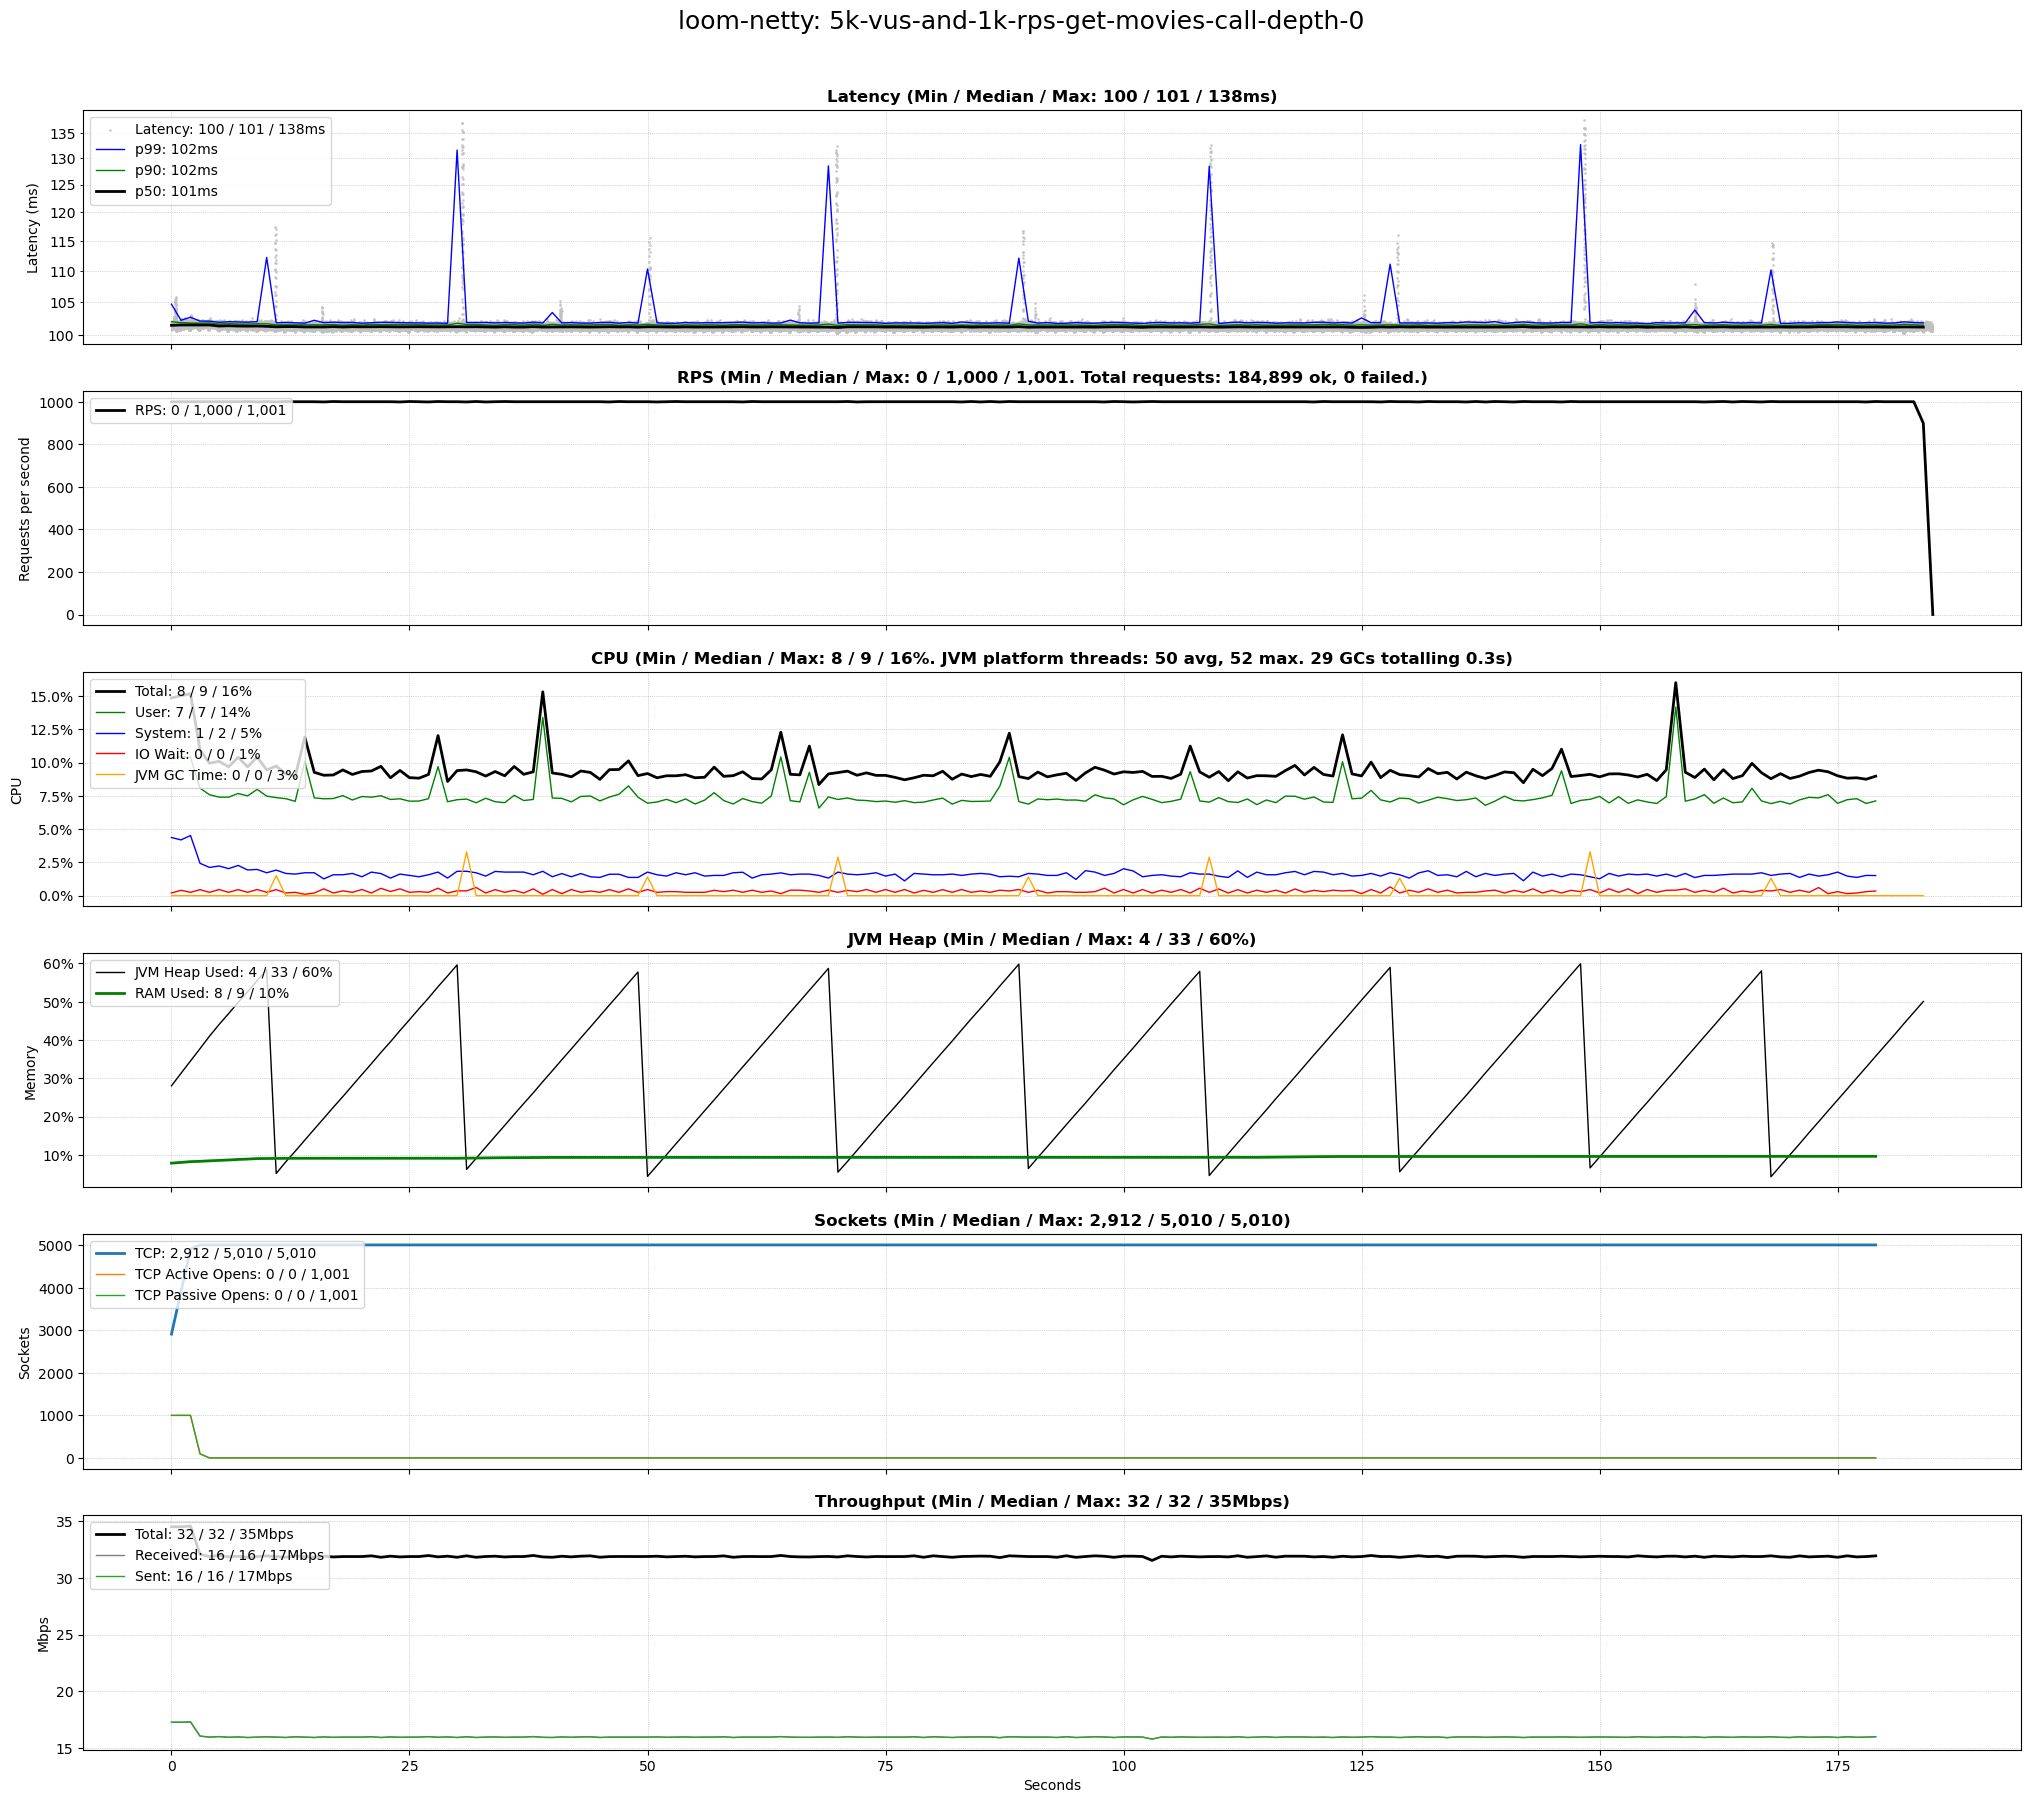 loom-netty: 5k-vus-and-1k-rps-get-movies-call-depth-0
Latency (Min / Median / Max: 100 / 101 / 138ms)
Latency: 100 / 101 / 138ms
p99: 102ms
p90: 102ms
p50: 101ms
135
130
125
120
115
110
105
100
Latency (ms)
RPS (Min / Median / Max: 0 / 1,000 / 1,001. Total requests: 184,899 ok, 0 failed.)
RPS: 0 / 1,000 / 1,001
1000
800
600
400
200
0
Requests per second
CPU (Min / Median / Max: 8 / 9 / 16%. JVM platform threads: 50 avg, 52 max. 29 GCs totalling 0.3s)
Total: 8 / 9 / 16%
User: 7 / 7 / 14%
System: 1 / 2 / 5%
IO Wait: 0 / 0 / 1%
JVM GC Time: 0 / 0 / 3%
15.0%
12.5%
10.0%
7.5%
5.0%
2.5%
0.0%
CPU
JVM Heap (Min / Median / Max: 4 / 33 / 60%)
JVM Heap Used: 4 / 33 / 60%
RAM Used: 8 / 9 / 10%
60%
50%
40%
30%
20%
10%
Memory
Sockets (Min / Median / Max: 2,912 / 5,010 / 5,010)
TCP: 2,912 / 5,010 / 5,010
TCP Active Opens: 0 / 0 / 1,001
TCP Passive Opens: 0 / 0 / 1,001
5000
4000
3000
2000
1000
0
Sockets
Throughput (Min / Median / Max: 32 / 32 / 35Mbps)
Total: 32 / 32 / 35Mbps
Received: 16 / 16 / 17Mbps
Sent: 16 / 16 / 17Mbps
35
30
25
20
15
Mbps
0 25 50 75 100 125 150 175
Seconds